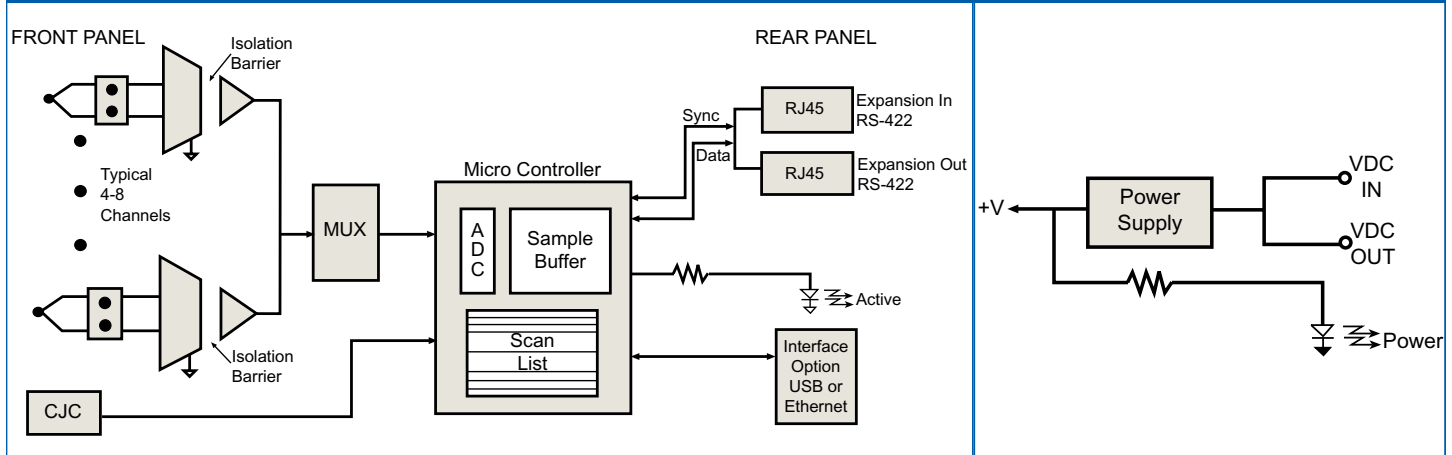 FRONT PANEL
REAR PANEL
Isolation
Barrier
Typical
4-8
Channels
Isolation
Barrier
CJC
MUX
Micro Controller
A
D
C
Sample
Buffer
Scan
List
Sync
Data
RJ45
Expansion In
RS-422
RJ45
Expansion Out
RS-422
Active
Interface
Option
USB or
Ethernet
+V
Power
Supply
VDC
IN
VDC
OUT
Power